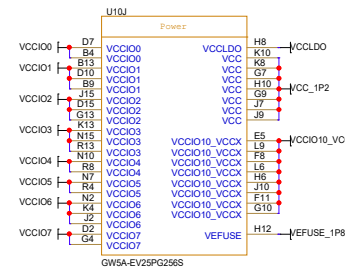 U10J
Power
VCCIO0 D7 VCCIO0 VCCLDO H8 VCCLDO
B4 VCCIO0 VCC K10
VCCIO1 B13 VCCIO1 VCC K8
D10 VCCIO1 VCC G7
B9 VCCIO1 VCC H10 VCC_1P2
VCCIO2 J15 VCCIO2 VCC G9
D15 VCCIO2 VCC J7
G13 VCCIO2 VCC J9
VCCIO3 K13 VCCIO3
N15 VCCIO3 VCCIO10_VCCX E5 VCCIO10_VC
R13 VCCIO3 VCCIO10_VCCX L9
VCCIO4 N10 VCCIO4 VCCIO10_VCCX F8
R8 VCCIO4 VCCIO10_VCCX L6
VCCIO5 N7 VCCIO5 VCCIO10_VCCX H6
R4 VCCIO5 VCCIO10_VCCX J10
VCCIO6 N2 VCCIO6 VCCIO10_VCCX F11
K4 VCCIO6 VCCIO10_VCCX G10
J2 VCCIO6
VCCIO7 D2 VCCIO7 VEFUSE H12 VEFUSE_1P8
G4 VCCIO7
GW5A-EV25PG256S